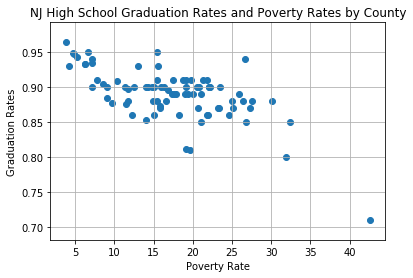 NJ High School Graduation Rates and Poverty Rates by County
0.95
0.90
0.85
0.80
0.75
0.70
Graduation Rates
5 10 15 20 25 30 35 40
Poverty Rate